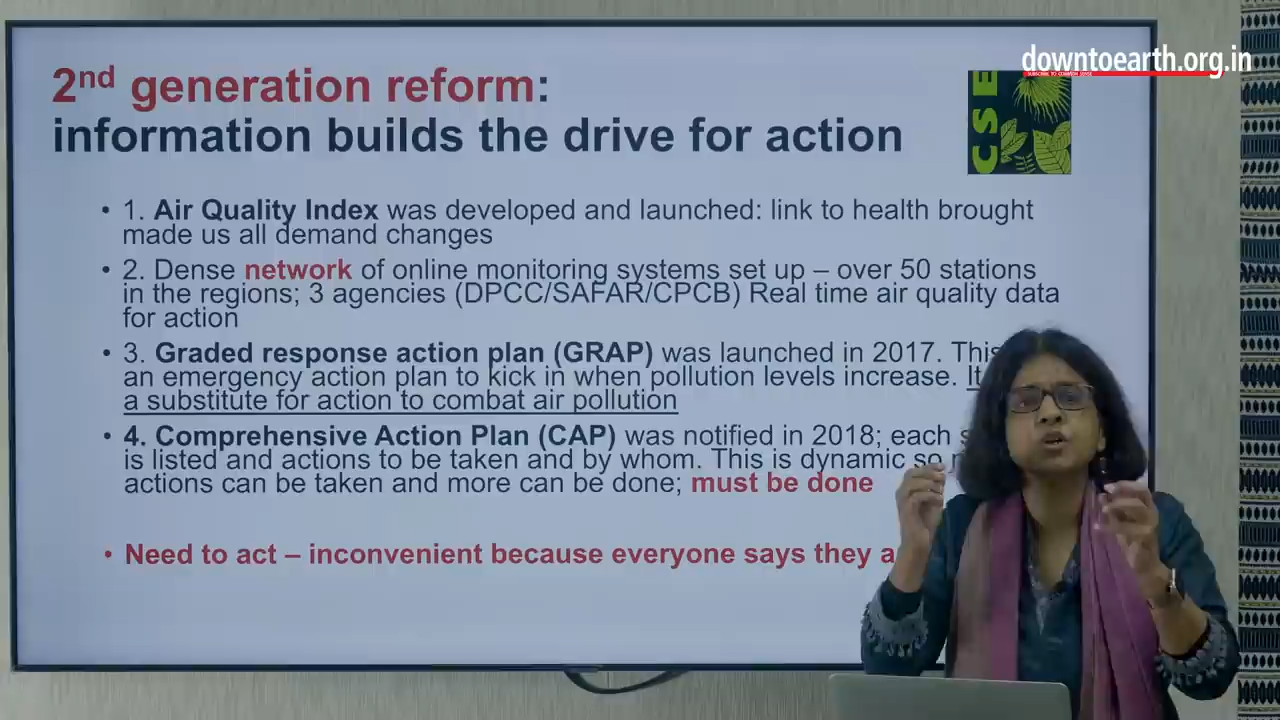 downtoearth.org.in
SUBSCRIBE TO COMMON SENSE
CSE
2nd generation reform:
information builds the drive for action
• 1. Air Quality Index was developed and launched: link to health brought
made us all demand changes
• 2. Dense network of online monitoring systems set up – over 50 stations
in the regions; 3 agencies (DPCC/SAFAR/CPCB) Real time air quality data
for action
• 3. Graded response action plan (GRAP) was launched in 2017. This
an emergency action plan to kick in when pollution levels increase.
a substitute for action to combat air pollution
• 4. Comprehensive Action Plan (CAP) was notified in 2018; each
is listed and actions to be taken and by whom. This is dynamic so
actions can be taken and more can be done; must be done
• Need to act – inconvenient because everyone says they